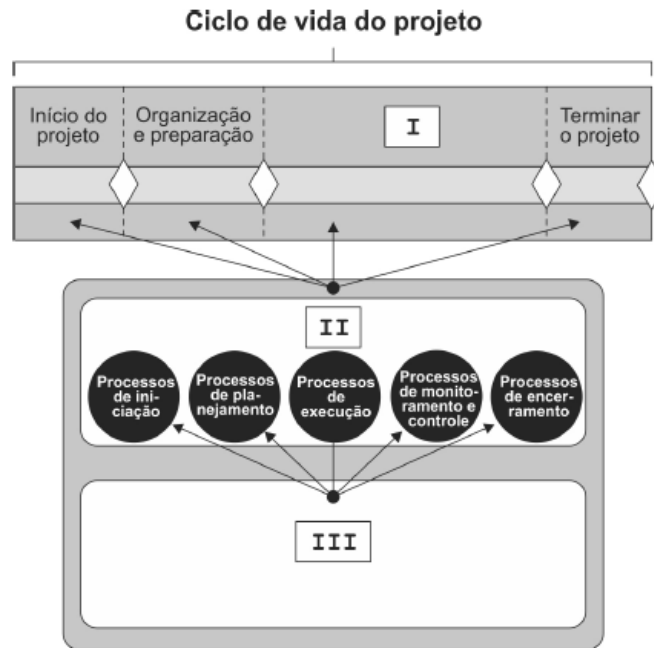 Ciclo de vida do projeto
Início do
projeto
Organização
e preparação
I
Terminar
o projeto
II
Processos
de ini-
ciação
Processos
de pla-
nejamento
Processos
de
execução
Processos
de monito-
ramento e
controle
Processos
de encer-
ramento
III